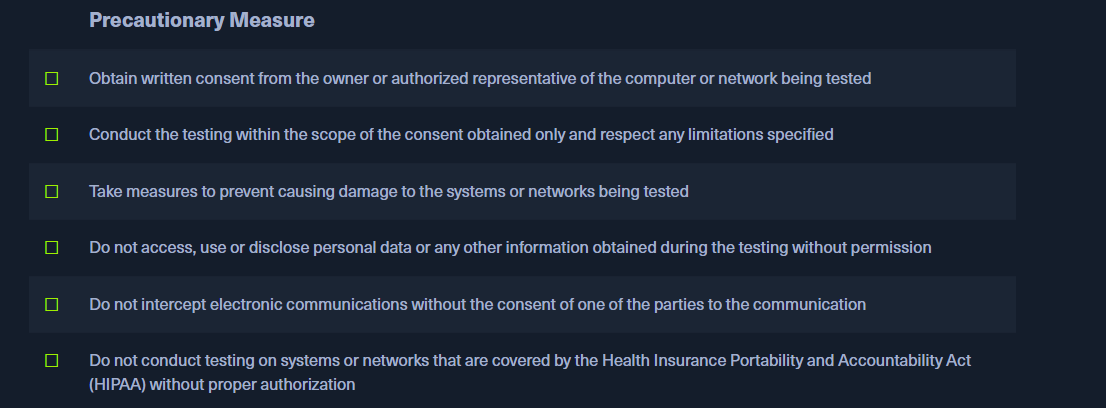 Precautionary Measure
Obtain written consent from the owner or authorized representative of the computer or network being tested
Conduct the testing within the scope of the consent obtained only and respect any limitations specified
Take measures to prevent causing damage to the systems or networks being tested
Do not access, use or disclose personal data or any other information obtained during the testing without permission
Do not intercept electronic communications without the consent of one of the parties to the communication
Do not conduct testing on systems or networks that are covered by the Health Insurance Portability and Accountability Act
(HIPAA) without proper authorization